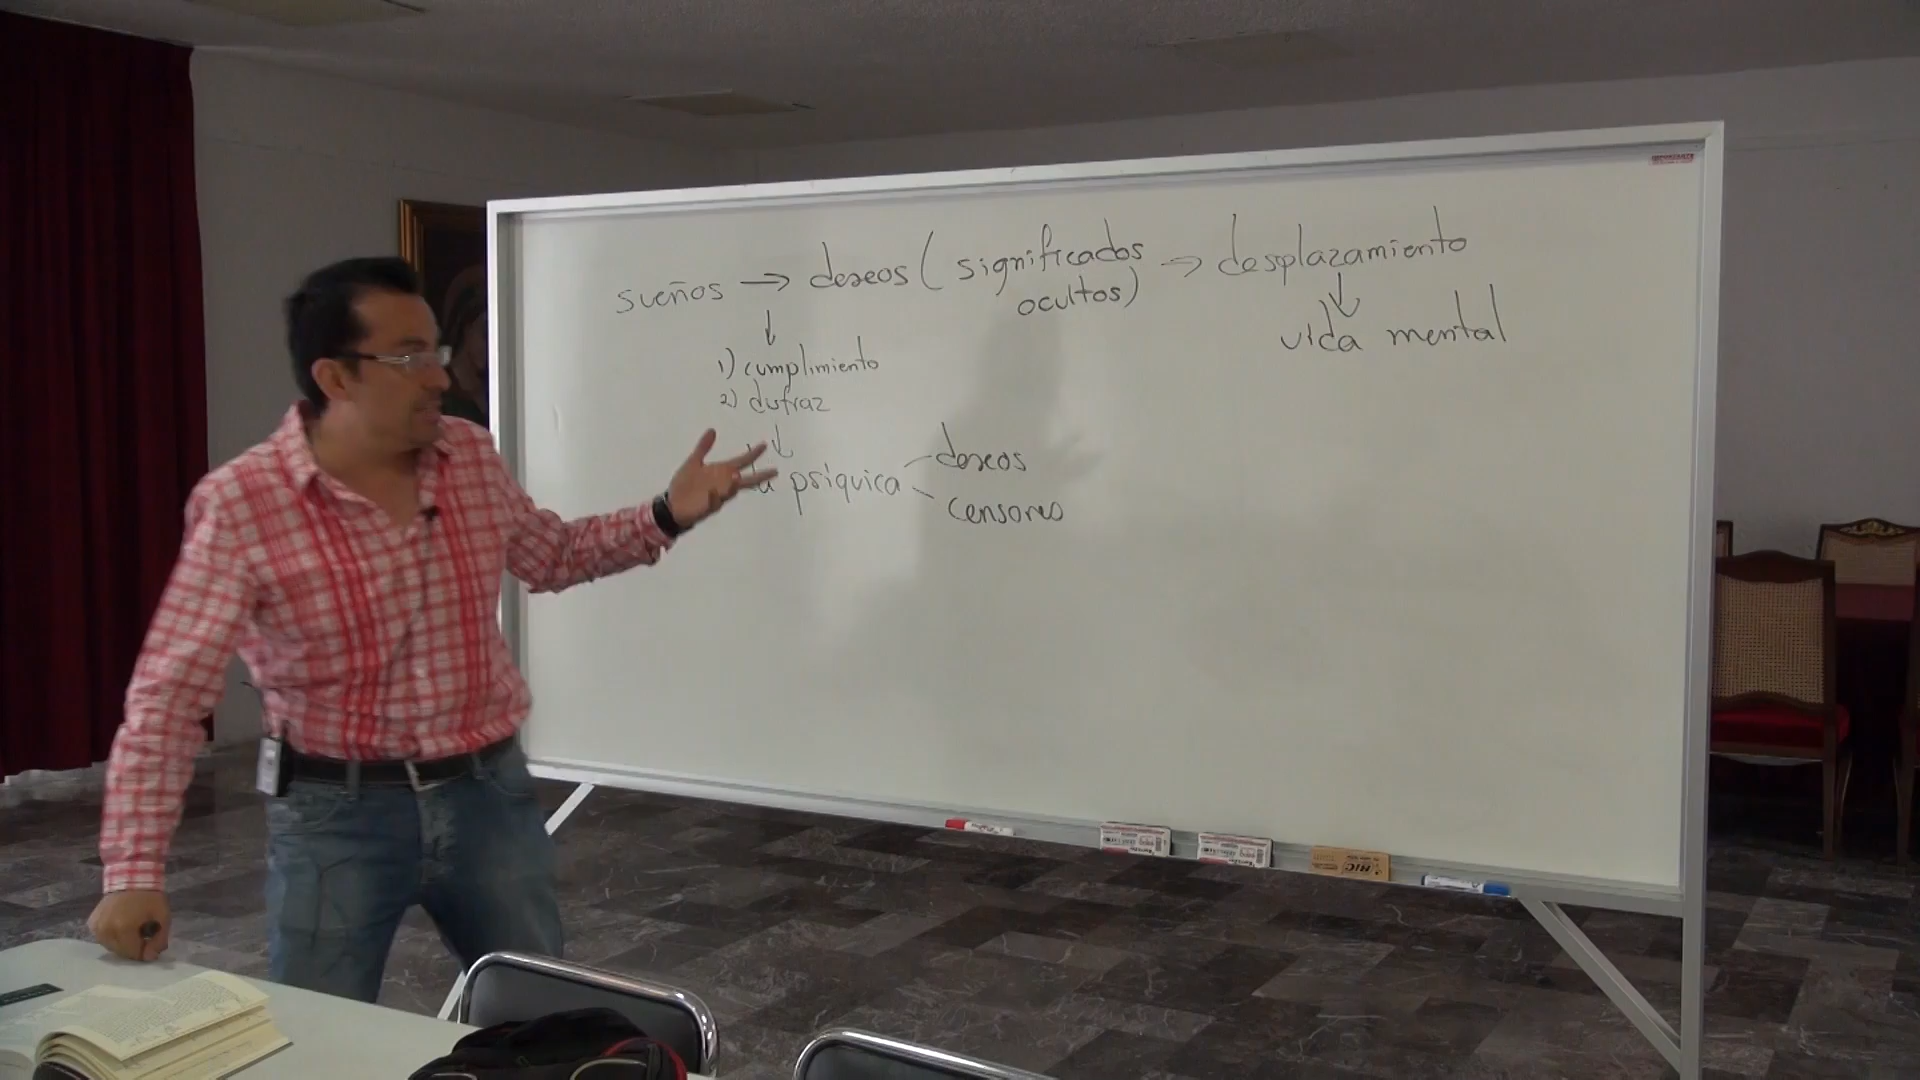 sueños → deseos (significados ocultos) → desplazamiento
↓
vida mental
↓
1) cumplimiento
2) disfraz
↓
psíquica
deseos
censores
BIC